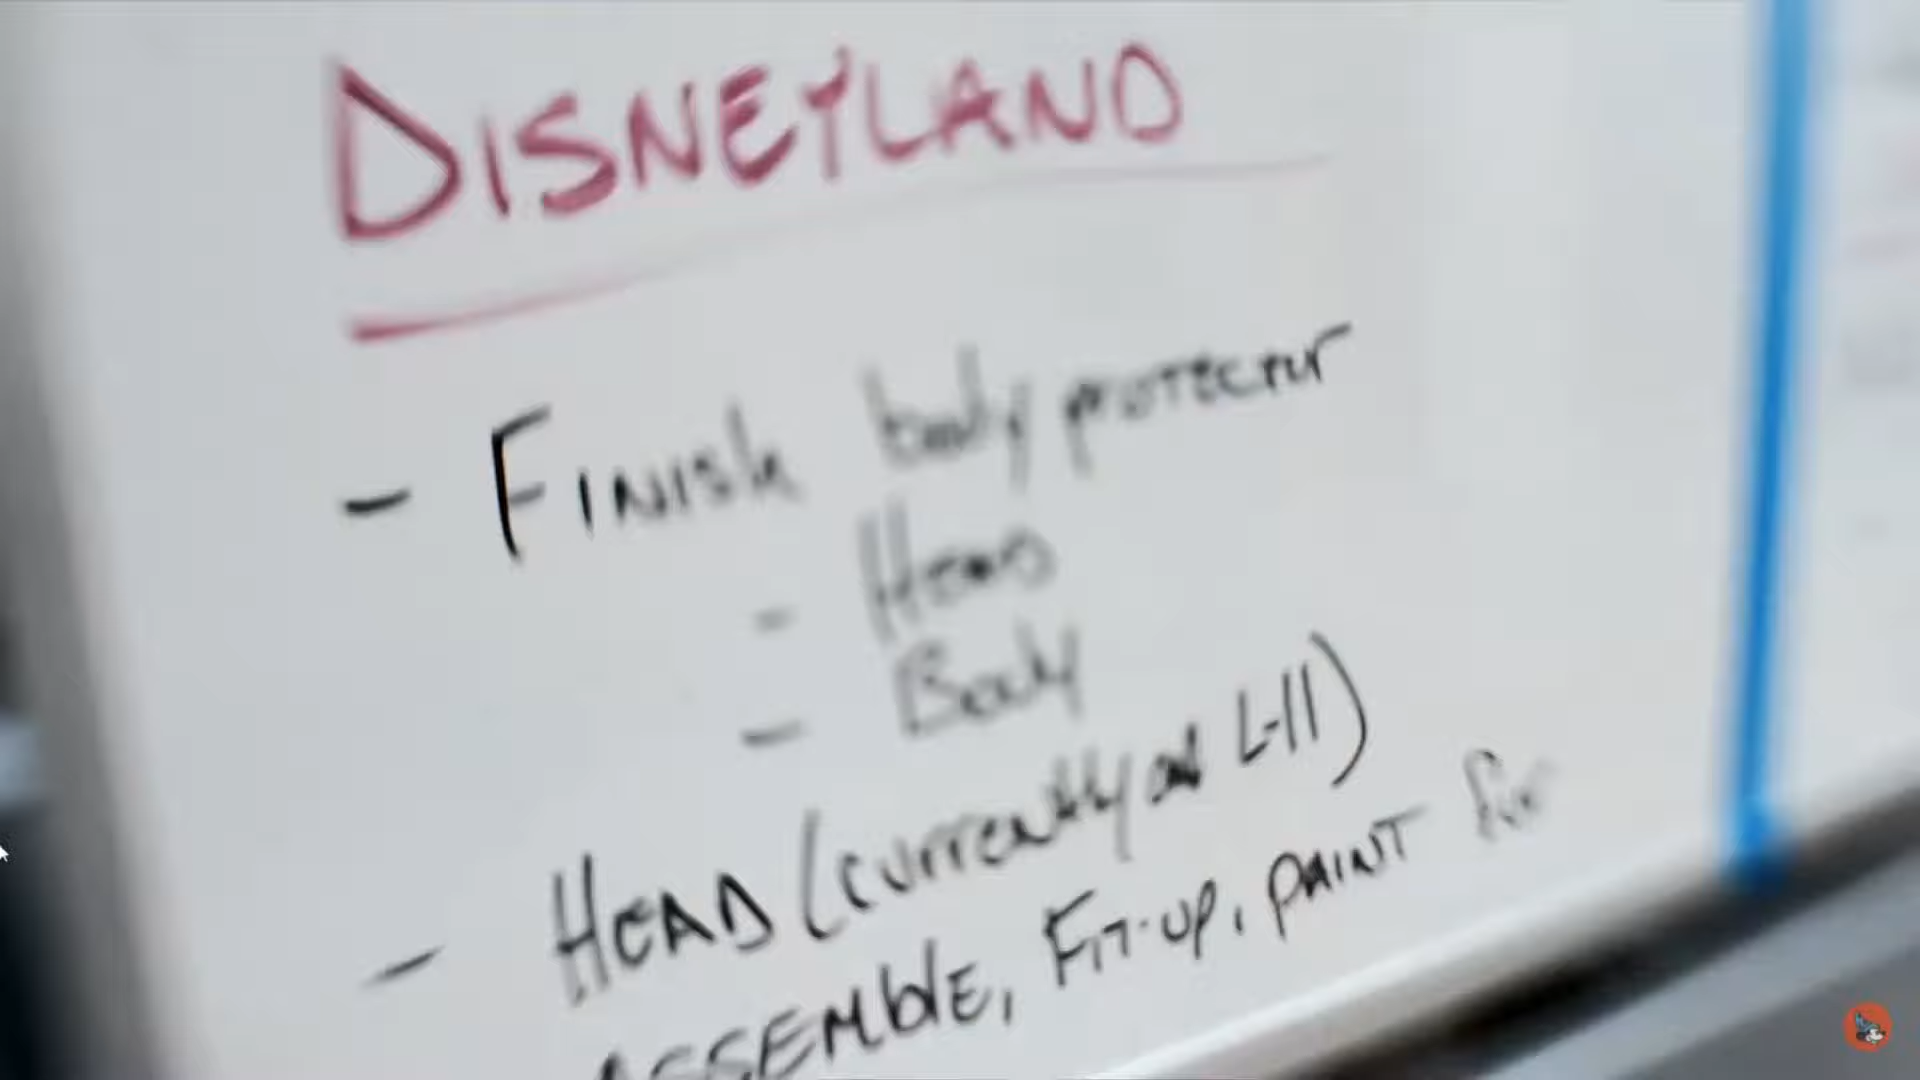 DISNEYLAND
- FINISH body protector
- HEAD
- Body
- HEAD (currently on L-11)
ASSEMBLE, FIT-UP, PAINT